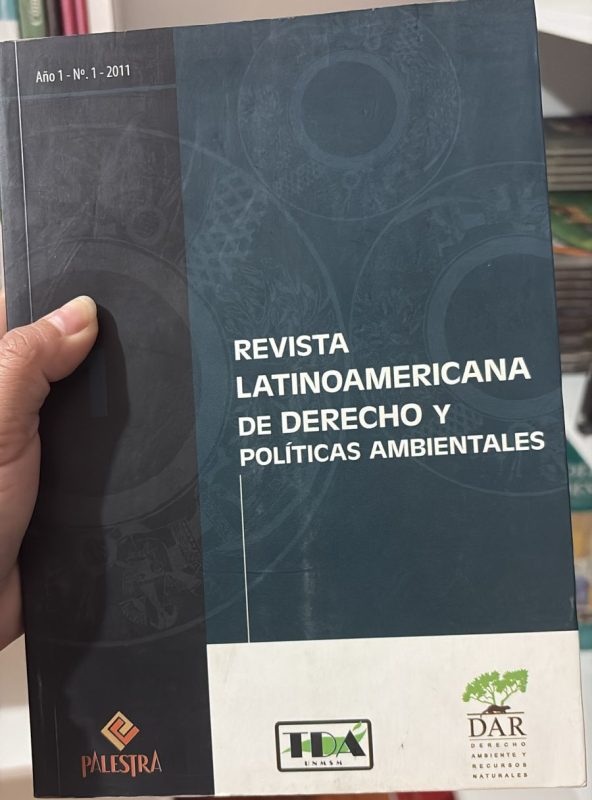 Año 1 - Nº. 1 - 2011
REVISTA
LATINOAMERICANA
DE DERECHO Y
POLÍTICAS AMBIENTALES
PALESTRA
TDA
UNMSM
DAR
DERECHO
AMBIENTE Y
RECURSOS
NATURALES